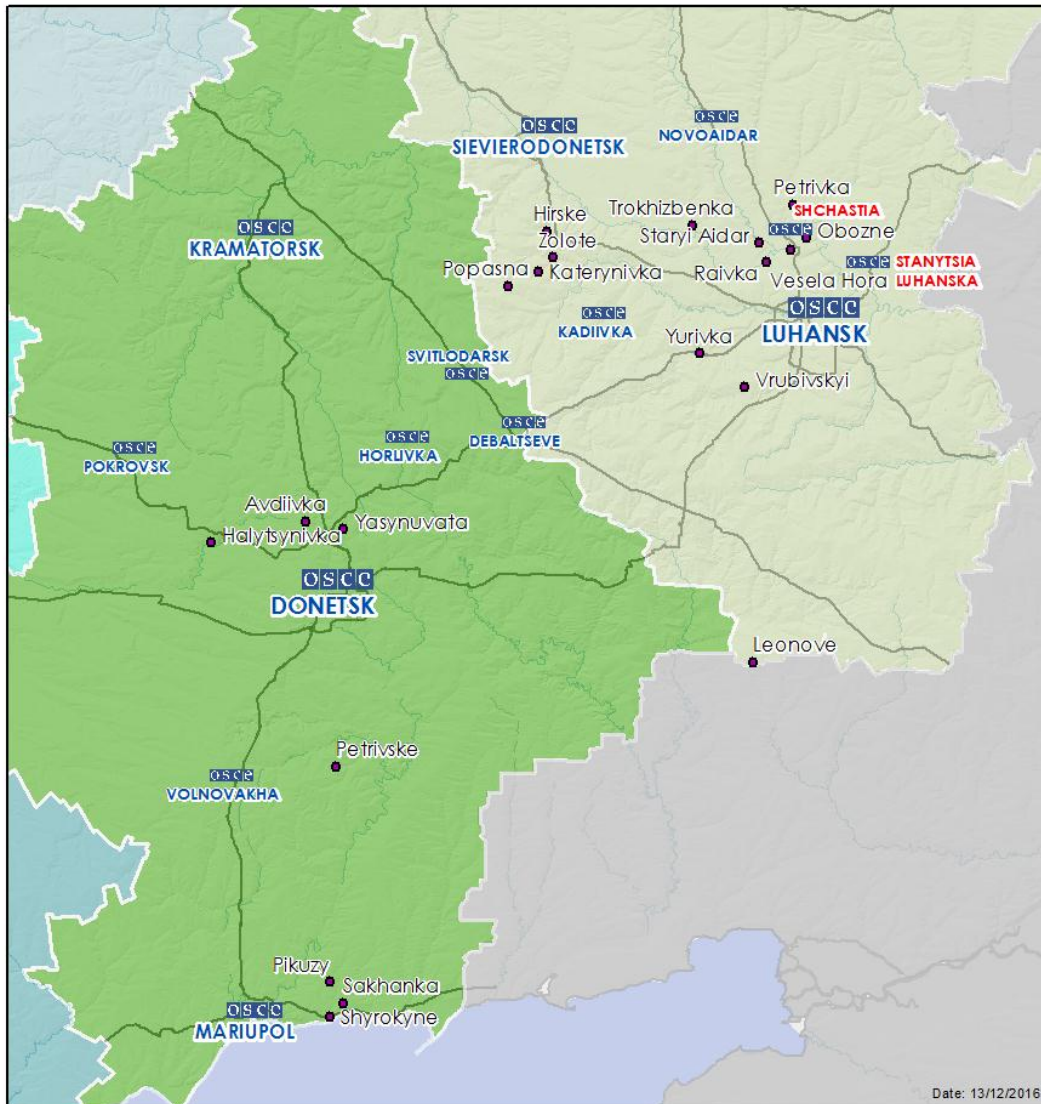 OSCE
SIEVIERODONETSK
OSCE
NOVOAIDAR
Petrivka
SHCHASTIA
Trokhizbenka
Hirske
OSCE
KRAMATORSK
Staryi Aidar
OSCE
Obozne
Zolote
OSCE
STANYTSIA
LUHANSKA
Popasna
Katerynivka
Raivka
Vesela Hora
OSCE
LUHANSK
OSCE
KADIIVKA
Yurivka
SVITLODARSK
OSCE
Vrubivskyi
OSCE
DEBALTSEVE
OSCE
HORLIVKA
OSCE
POKROVSK
Avdiivka
Yasynuvata
Halytsynivka
OSCE
DONETSK
Leonove
Petrivske
OSCE
VOLNOVAKHA
Pikuzy
Sakhanka
OSCE
MARIUPOL
Shyrokyne
Date: 13/12/2016